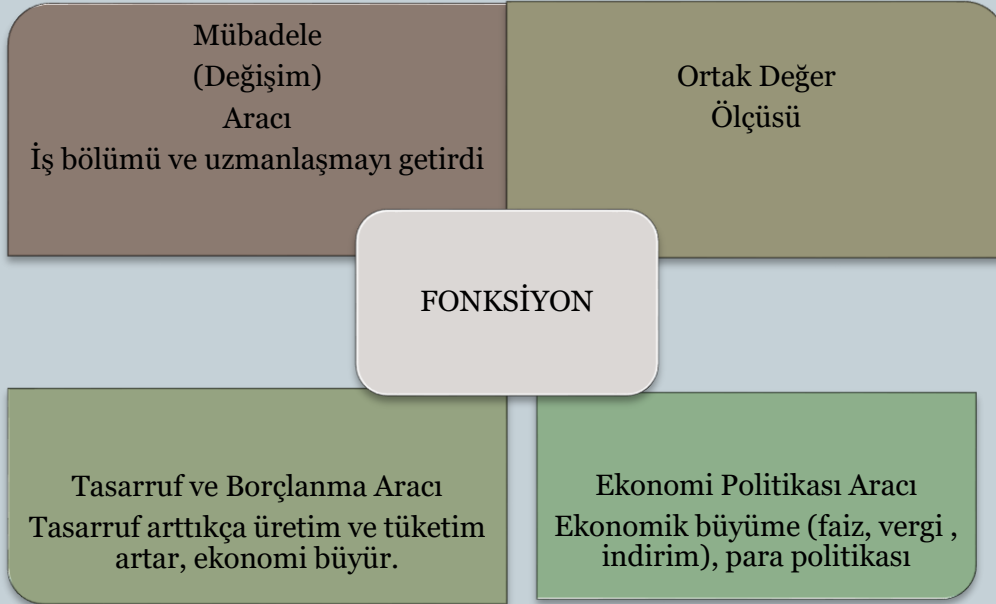 Mübadele
(Değişim)
Aracı
İş bölümü ve uzmanlaşmayı getirdi
Ortak Değer
Ölçüsü
FONKSİYON
Tasarruf ve Borçlanma Aracı
Tasarruf arttıkça üretim ve tüketim
artar, ekonomi büyür.
Ekonomi Politikası Aracı
Ekonomik büyüme (faiz, vergi ,
indirim), para politikası